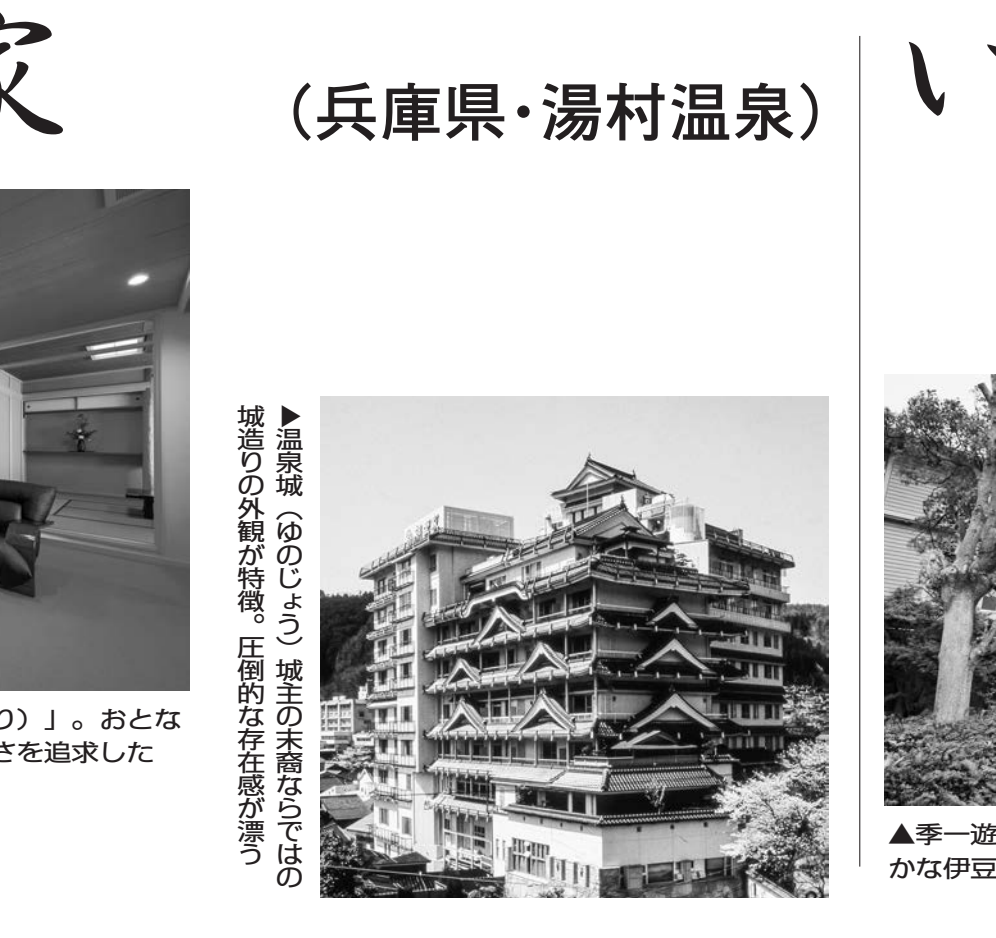 い
▲季一遊
かな伊豆
（兵庫県･湯村温泉）
▶温泉城（ゆのじょう）城主の末裔ならではの
城造りの外観が特徴。圧倒的な存在感が漂う
家
り）」。おとな
さを追求した